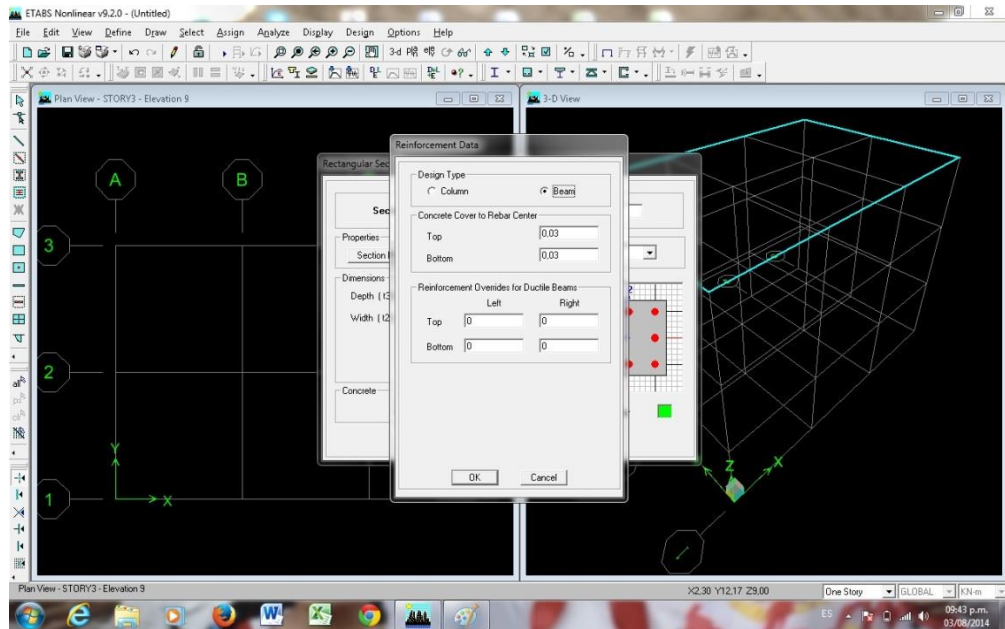 ETABS Nonlinear v9.2.0 - (Untitled)
File Edit View Define Draw Select Assign Analyze Display Design Options Help
3-d
Plan View - STORY3 - Elevation 9
3-D View
A
B
3
2
1
Y
X
Rectangular Sec
Sec
Properties
Section
Dimensions
Depth ( t3
Width ( t2
Concrete
2
Reinforcement Data
Design Type
Column
Beam
Concrete Cover to Rebar Center
Top 0,03
Bottom 0,03
Reinforcement Overrides for Ductile Beams
Left Right
Top 0 0
Bottom 0 0
OK Cancel
Z
X
Plan View - STORY3 - Elevation 9
X2,30 Y12,17 Z9,00
One Story
GLOBAL
KN-m
ES
09:43 p.m.
03/08/2014